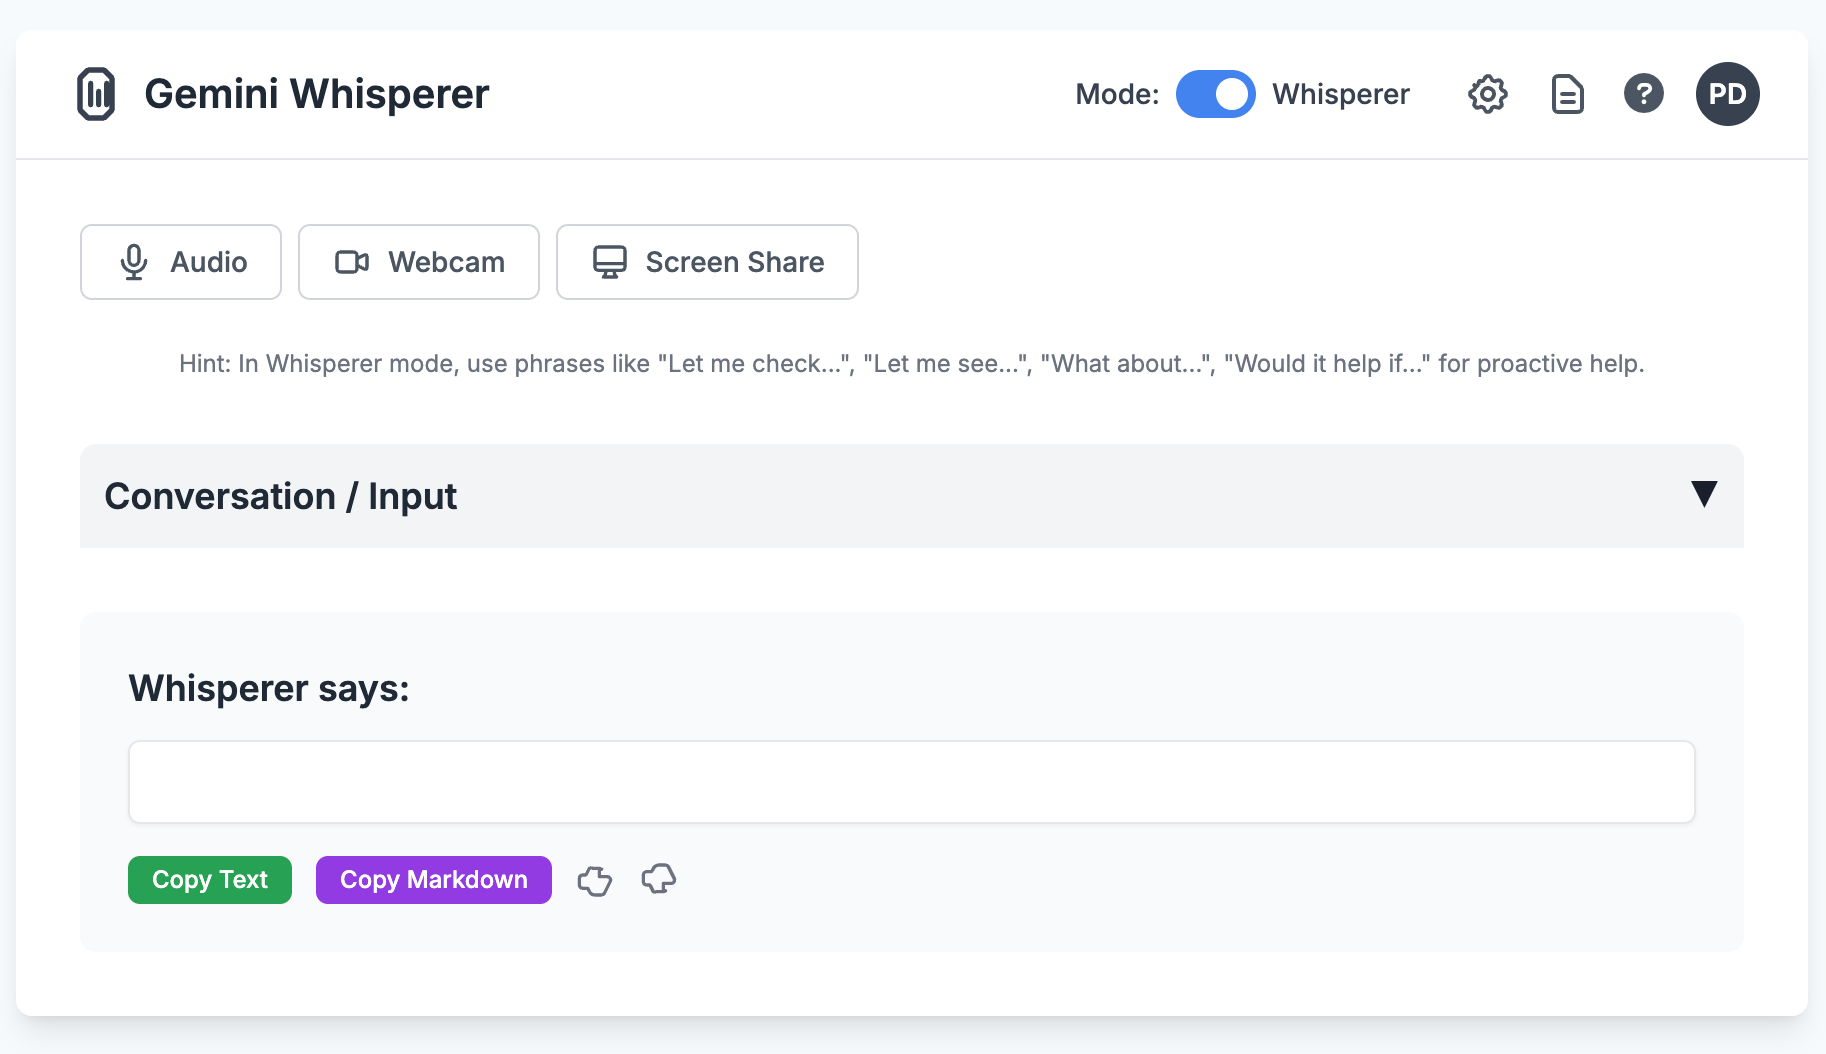 Gemini Whisperer
Mode: Whisperer
?
PD
Audio
Webcam
Screen Share
Hint: In Whisperer mode, use phrases like "Let me check...", "Let me see...", "What about...", "Would it help if..." for proactive help.
Conversation / Input
▼
Whisperer says:
Copy Text
Copy Markdown